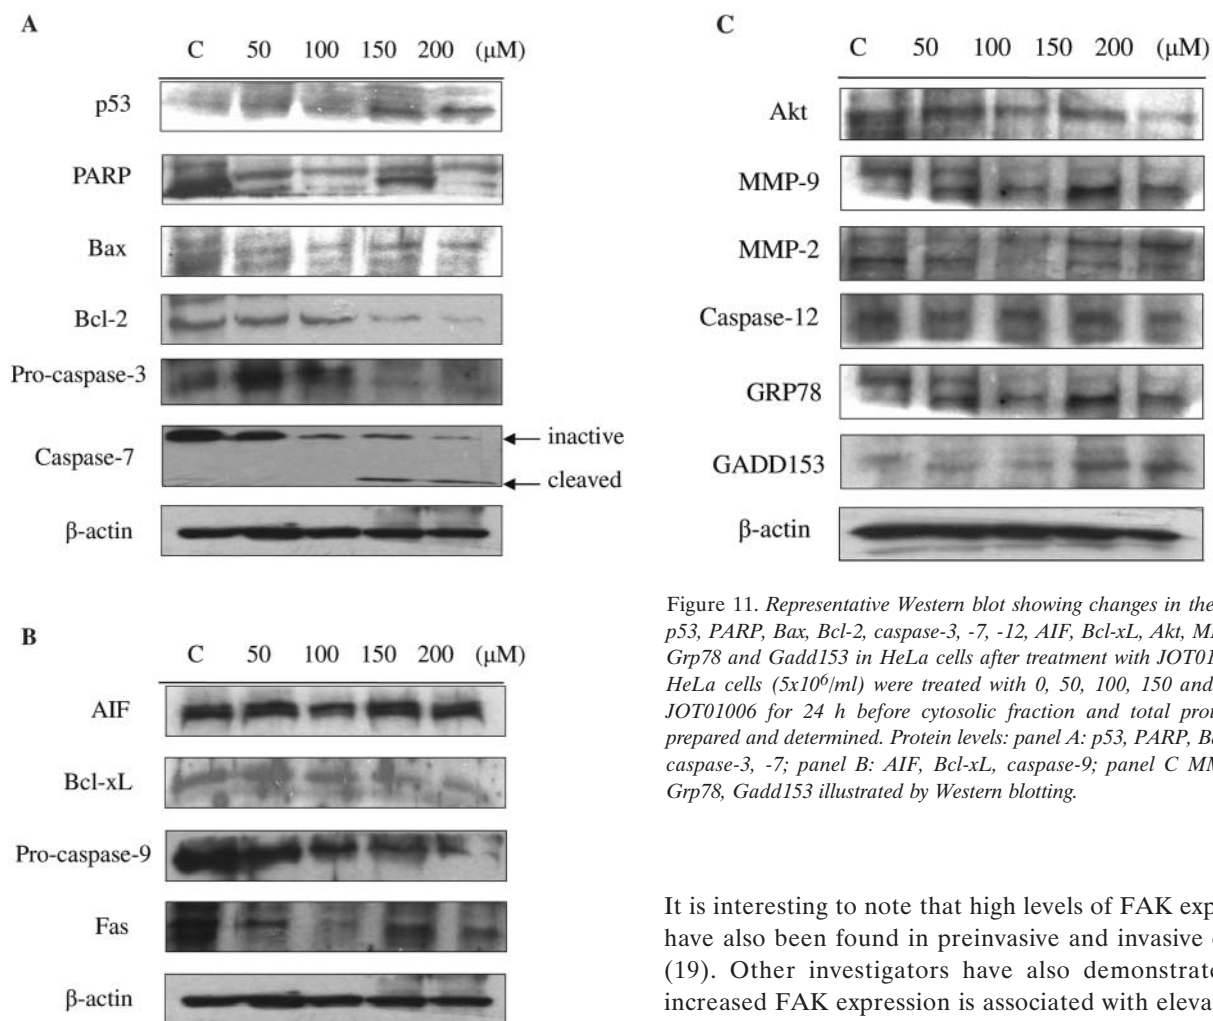 A
C 50 100 150 200 (μM)
p53
PARP
Bax
Bcl-2
Pro-caspase-3
Caspase-7
inactive
cleaved
β-actin
B
C 50 100 150 200 (μM)
AIF
Bcl-xL
Pro-caspase-9
Fas
β-actin
C
C 50 100 150 200 (μM)
Akt
MMP-9
MMP-2
Caspase-12
GRP78
GADD153
β-actin
Figure 11. Representative Western blot showing changes in the
p53, PARP, Bax, Bcl-2, caspase-3, -7, -12, AIF, Bcl-xL, Akt,
Grp78 and Gadd153 in HeLa cells after treatment with
HeLa cells (5x10⁶/ml) were treated with 0, 50, 100, 150 and
JOT01006 for 24 h before cytosolic fraction and total
prepared and determined. Protein levels: panel A: p53, PARP,
caspase-3, -7; panel B: AIF, Bcl-xL, caspase-9; panel C
Grp78, Gadd153 illustrated by Western blotting.
It is interesting to note that high levels of FAK
have also been found in preinvasive and invasive
(19). Other investigators have also
increased FAK expression is associated with